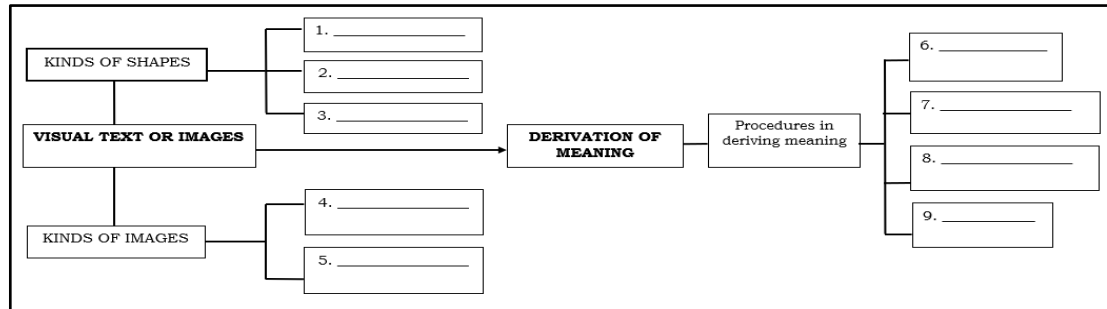 KINDS OF SHAPES
1. _______________
2. _______________
3. _______________
VISUAL TEXT OR IMAGES
KINDS OF IMAGES
4. _______________
5. _______________
DERIVATION OF
MEANING
Procedures in
deriving meaning
6. _____________
7. _______________
8. _______________
9. ___________